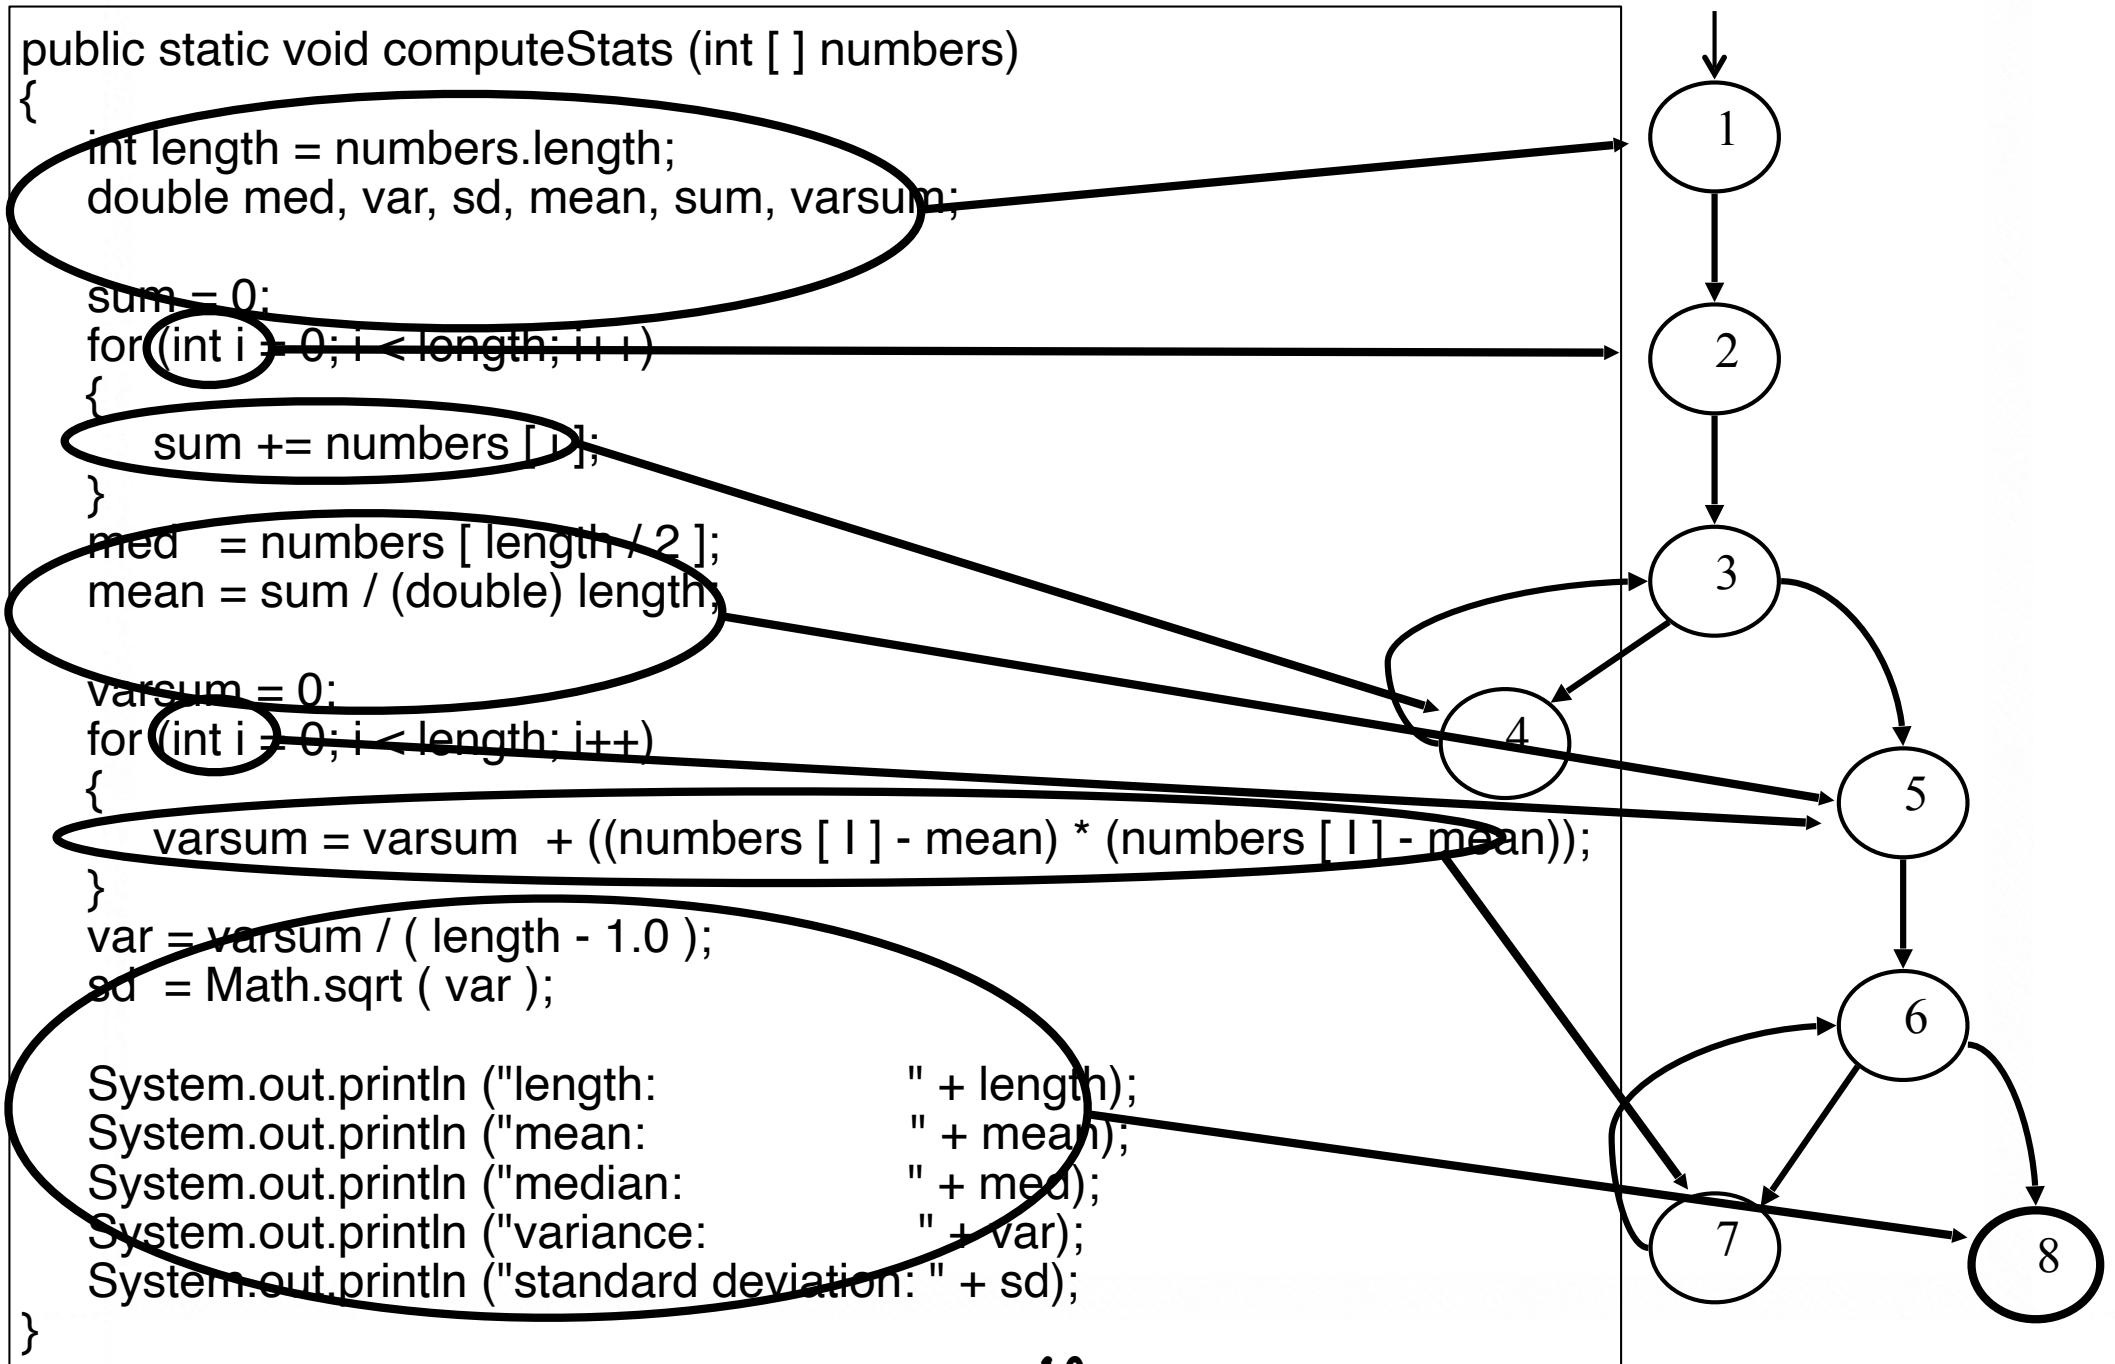 public static void computeStats (int [ ] numbers)
{
int length = numbers.length;
double med, var, sd, mean, sum, varsum;
sum = 0;
for (int i = 0; i < length; i++)
{
sum += numbers [ i ];
}
med = numbers [ length / 2 ];
mean = sum / (double) length;
varsum = 0;
for (int i = 0; i < length; i++)
{
varsum = varsum + ((numbers [ I ] - mean) * (numbers [ I ] - mean));
}
var = varsum / ( length - 1.0 );
sd = Math.sqrt ( var );
System.out.println ("length: " + length);
System.out.println ("mean: " + mean);
System.out.println ("median: " + med);
System.out.println ("variance: " + var);
System.out.println ("standard deviation: " + sd);
}
1
2
3
4
5
6
7
8